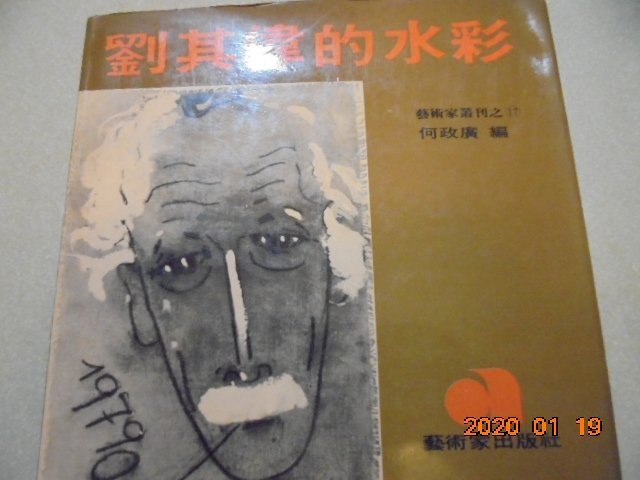 劉其偉的水彩
藝術家叢刊之17
何政廣 編
1979
2020 01 19
藝術家出版社